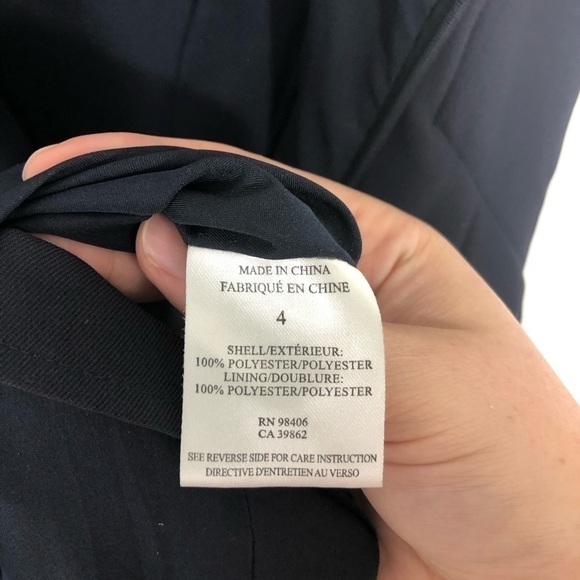 MADE IN CHINA
FABRIQUÉ EN CHINE
4
SHELL/EXTÉRIEUR:
100% POLYESTER/POLYESTER
LINING/DOUBLURE:
100% POLYESTER/POLYESTER
RN 98406
CA 39862
SEE REVERSE SIDE FOR CARE INSTRUCTION
DIRECTIVE D'ENTRETIEN AU VERSO